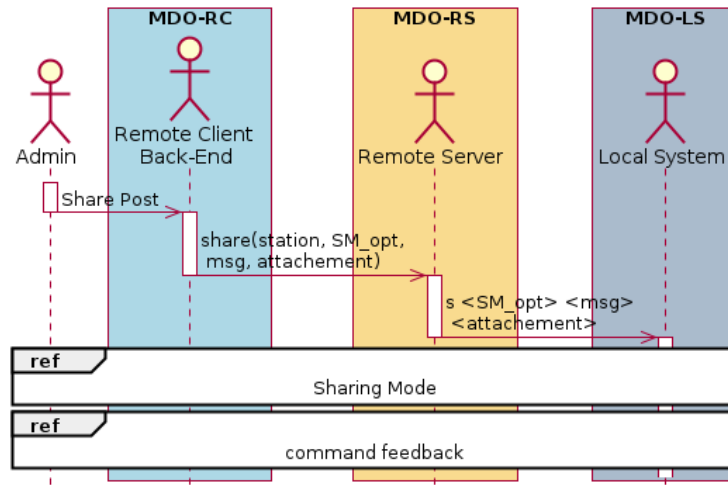 MDO-RC
MDO-RS
MDO-LS
Admin
Remote Client
Back-End
Remote Server
Local System
Share Post
share(station, SM_opt,
msg, attachement)
s <SM_opt> <msg>
<attachement>
ref
Sharing Mode
ref
command feedback